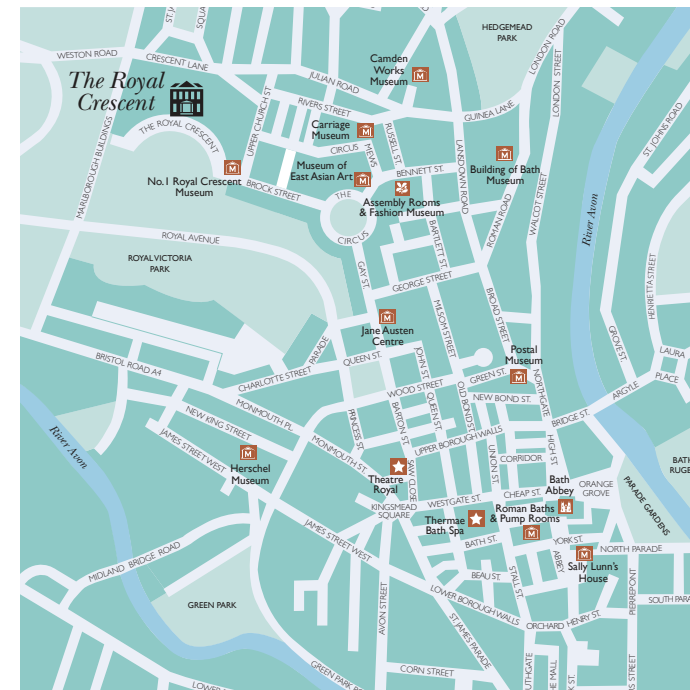 HEDGEMEAD
PARK
ST. J
SQUA
LONDON ROAD
LONDON STREET
WESTON ROAD
CRESCENT LANE
Camden
Works
Museum
JULIAN ROAD
The Royal
Crescent
RIVERS STREET
GUINEA LANE
ST. JOHNS ROAD
UPPER CHURCH ST
MARLBOROUGH BUILDINGS
THE ROYAL CRESCENT
Carriage
Museum
RUSSELL ST.
CIRCUS
MEWS
LANSDOWN ROAD
Museum of
East Asian Art
BENNETT ST.
Building of Bath
Museum
No.1 Royal Crescent
Museum
BROCK STREET
THE
CIRCUS
Assembly Rooms
& Fashion Museum
WALCOT STREET
ROMAN ROAD
River Avon
BARTLETT ST.
ROYAL AVENUE
ROYAL VICTORIA
PARK
GAY ST.
GEORGE STREET
HENRIETTA STREET
BROAD STREET
MILSOM STREET
Jane Austen
Centre
GROVE ST.
PARADE
QUEEN ST.
JOHN ST.
Postal
Museum
LAURA
PLACE
BRISTOL ROAD A4
CHARLOTTE STREET
WOOD STREET
GREEN ST.
NORTHGATE
ARGYLE
NEW BOND ST.
BRIDGE ST.
OLD BOND ST.
QUEEN ST.
BARTON ST.
PRINCESS ST.
MONMOUTH PL.
NEW KING STREET
MONMOUTH ST.
UPPER BOROUGH WALLS
UNION ST.
HIGH ST.
CORRIDOR
JAMES STREET WEST
River Avon
Herschel
Museum
Theatre
Royal
SAW CLOSE
BATH
RUGB
Bath
Abbey
ORANGE
GROVE
PARADE GARDENS
CHEAP ST.
WESTGATE ST.
KINGSMEAD
SQUARE
Roman Baths
& Pump Rooms
Thermae
Bath Spa
JAMES STREET WEST
BATH ST.
YORK ST.
NORTH PARADE
ABBEY
Sally Lunn's
House
MIDLAND BRIDGE ROAD
BEAU ST.
STALL ST.
PIERREPONT
LOWER BOROUGH WALLS
SOUTH PARA
GREEN PARK
AVON STREET
ST. JAMES PARADE
ORCHARD HENRY ST.
GREEN PARK R
CORN STREET
UTHGATE
HE MALL
K ST.
S STREET
LOWER